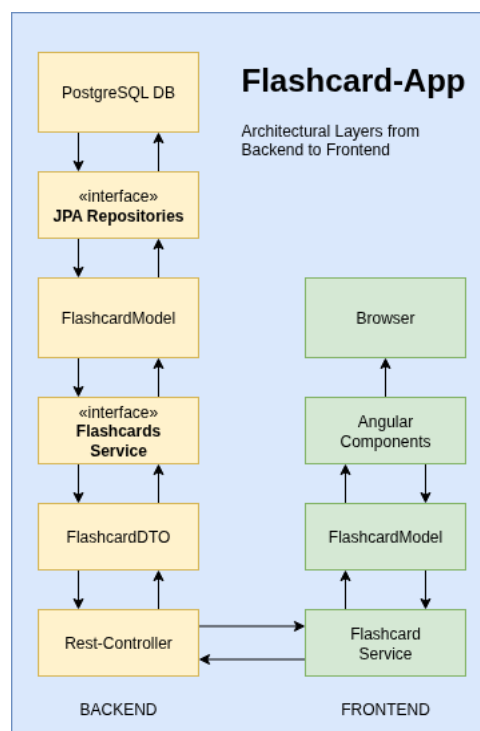 Flashcard-App
Architectural Layers from
Backend to Frontend
PostgreSQL DB
«interface»
JPA Repositories
FlashcardModel
«interface»
Flashcards
Service
FlashcardDTO
Rest-Controller
BACKEND
Browser
Angular
Components
FlashcardModel
Flashcard
Service
FRONTEND